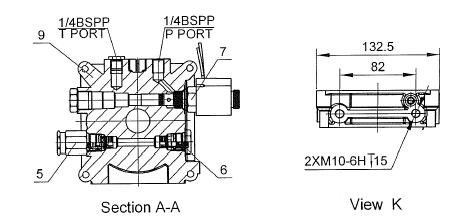 1/4BSPP
T PORT
1/4BSPP
P PORT
9
7
5
6
Section A-A
132.5
82
2XM10-6H↧15
View K